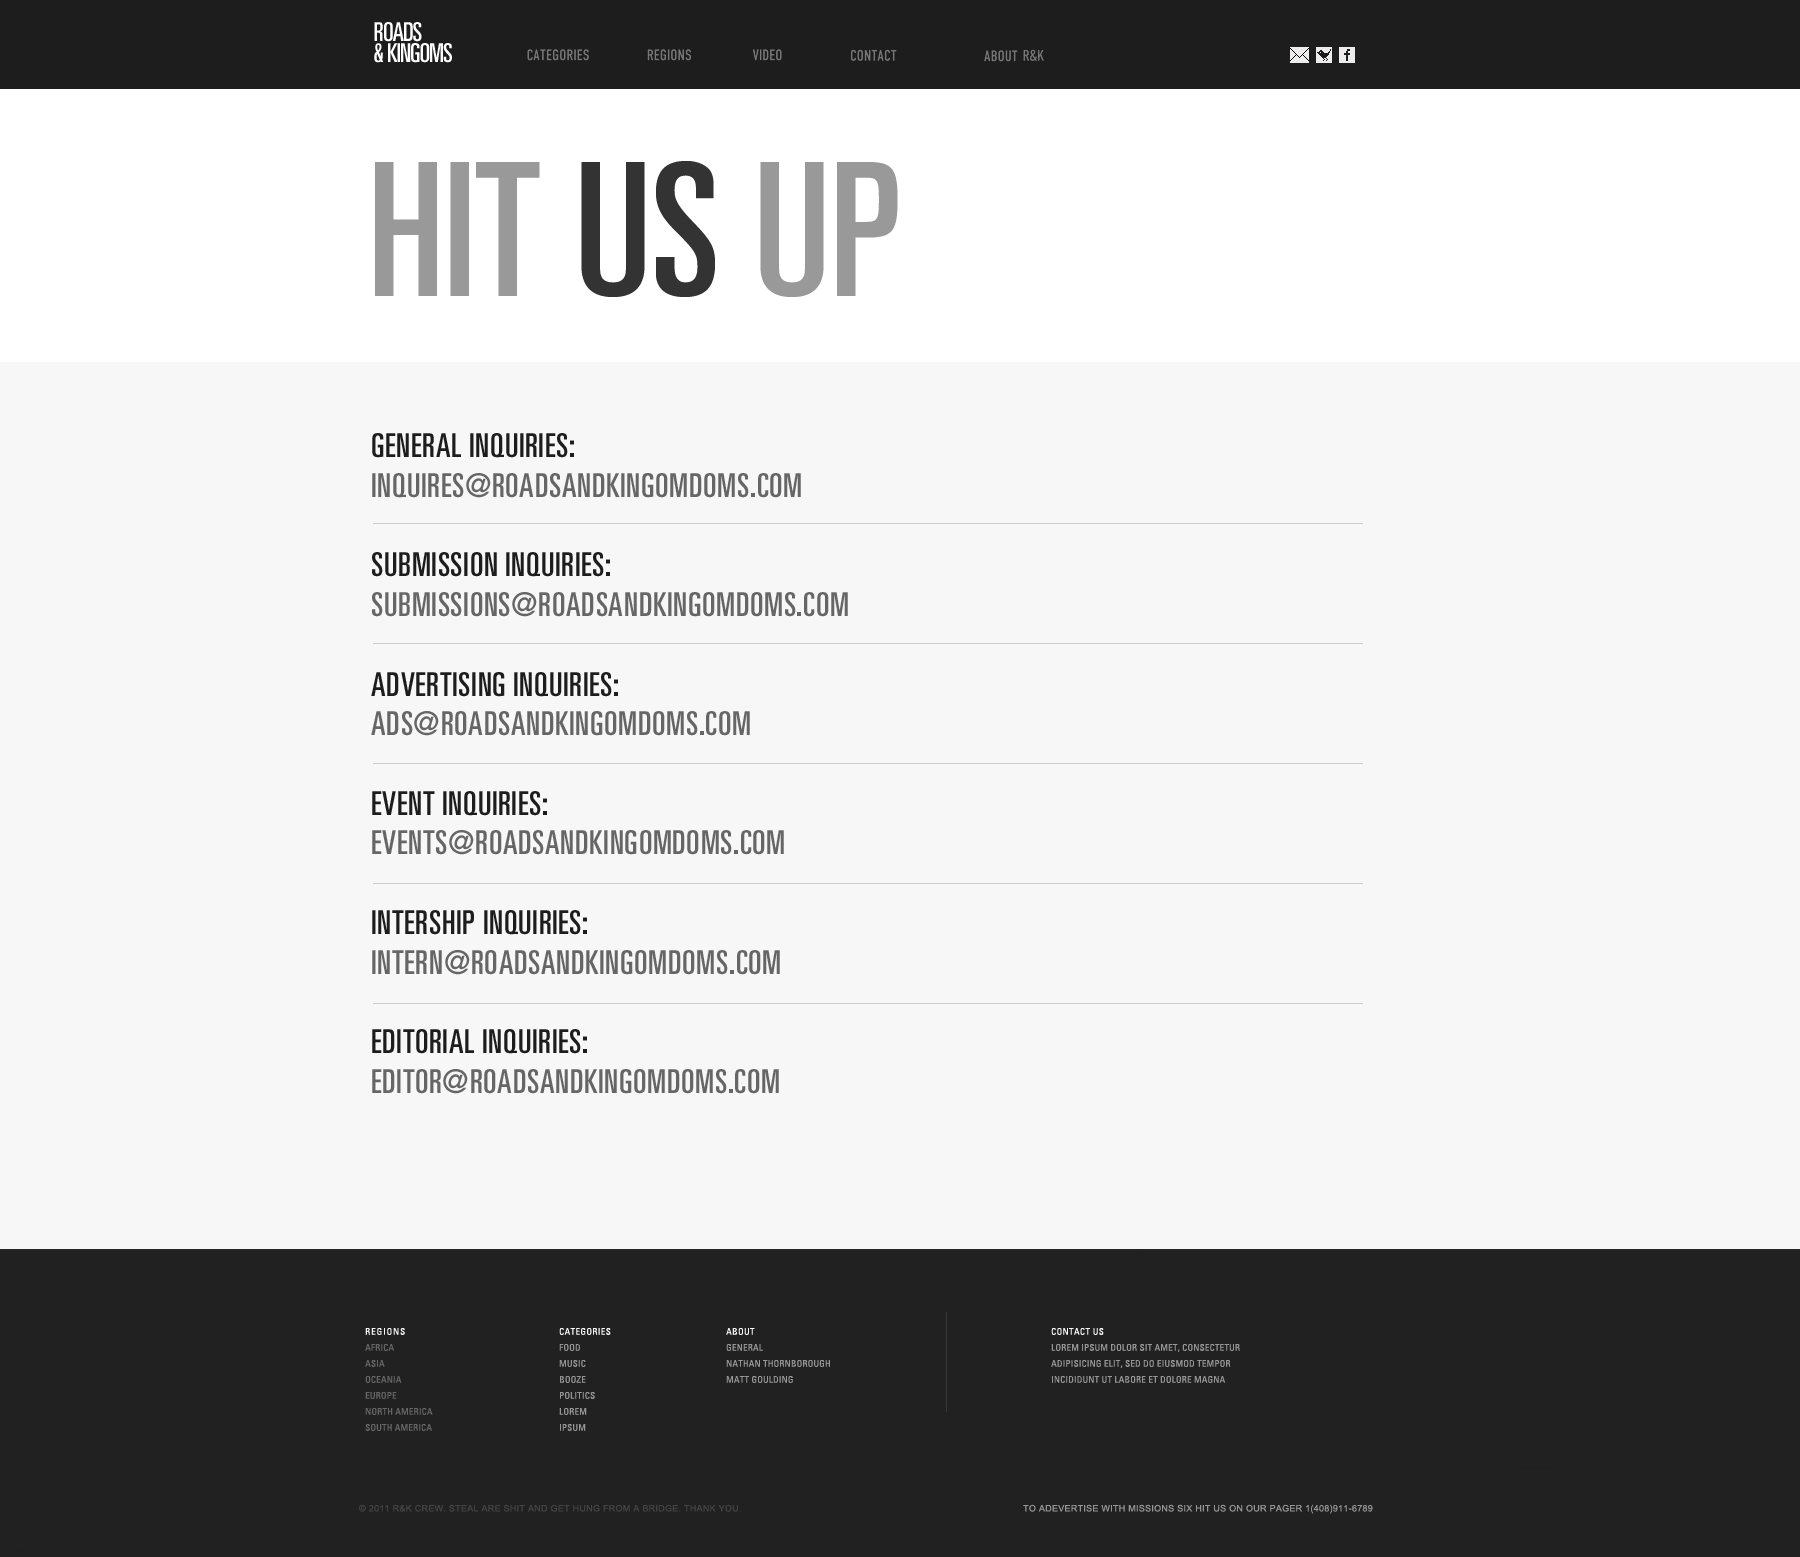 ROADS
& KINGOMS
CATEGORIES REGIONS VIDEO CONTACT ABOUT R&K
HIT US UP
GENERAL INQUIRIES:
INQUIRES@ROADSANDKINGOMDOMS.COM
SUBMISSION INQUIRIES:
SUBMISSIONS@ROADSANDKINGOMDOMS.COM
ADVERTISING INQUIRIES:
ADS@ROADSANDKINGOMDOMS.COM
EVENT INQUIRIES:
EVENTS@ROADSANDKINGOMDOMS.COM
INTERSHIP INQUIRIES:
INTERN@ROADSANDKINGOMDOMS.COM
EDITORIAL INQUIRIES:
EDITOR@ROADSANDKINGOMDOMS.COM
REGIONS
AFRICA
ASIA
OCEANIA
EUROPE
NORTH AMERICA
SOUTH AMERICA
CATEGORIES
FOOD
MUSIC
BOOZE
POLITICS
LOREM
IPSUM
ABOUT
GENERAL
NATHAN THORNBOROUGH
MATT GOULDING
CONTACT US
LOREM IPSUM DOLOR SIT AMET, CONSECTETUR
ADIPISICING ELIT, SED DO EIUSMOD TEMPOR
INCIDIDUNT UT LABORE ET DOLORE MAGNA
© 2011 R&K CREW. STEAL ARE SHIT AND GET HUNG FROM A BRIDGE. THANK YOU.
TO ADEVERTISE WITH MISSIONS SIX HIT US ON OUR PAGER 1(408)911-6789